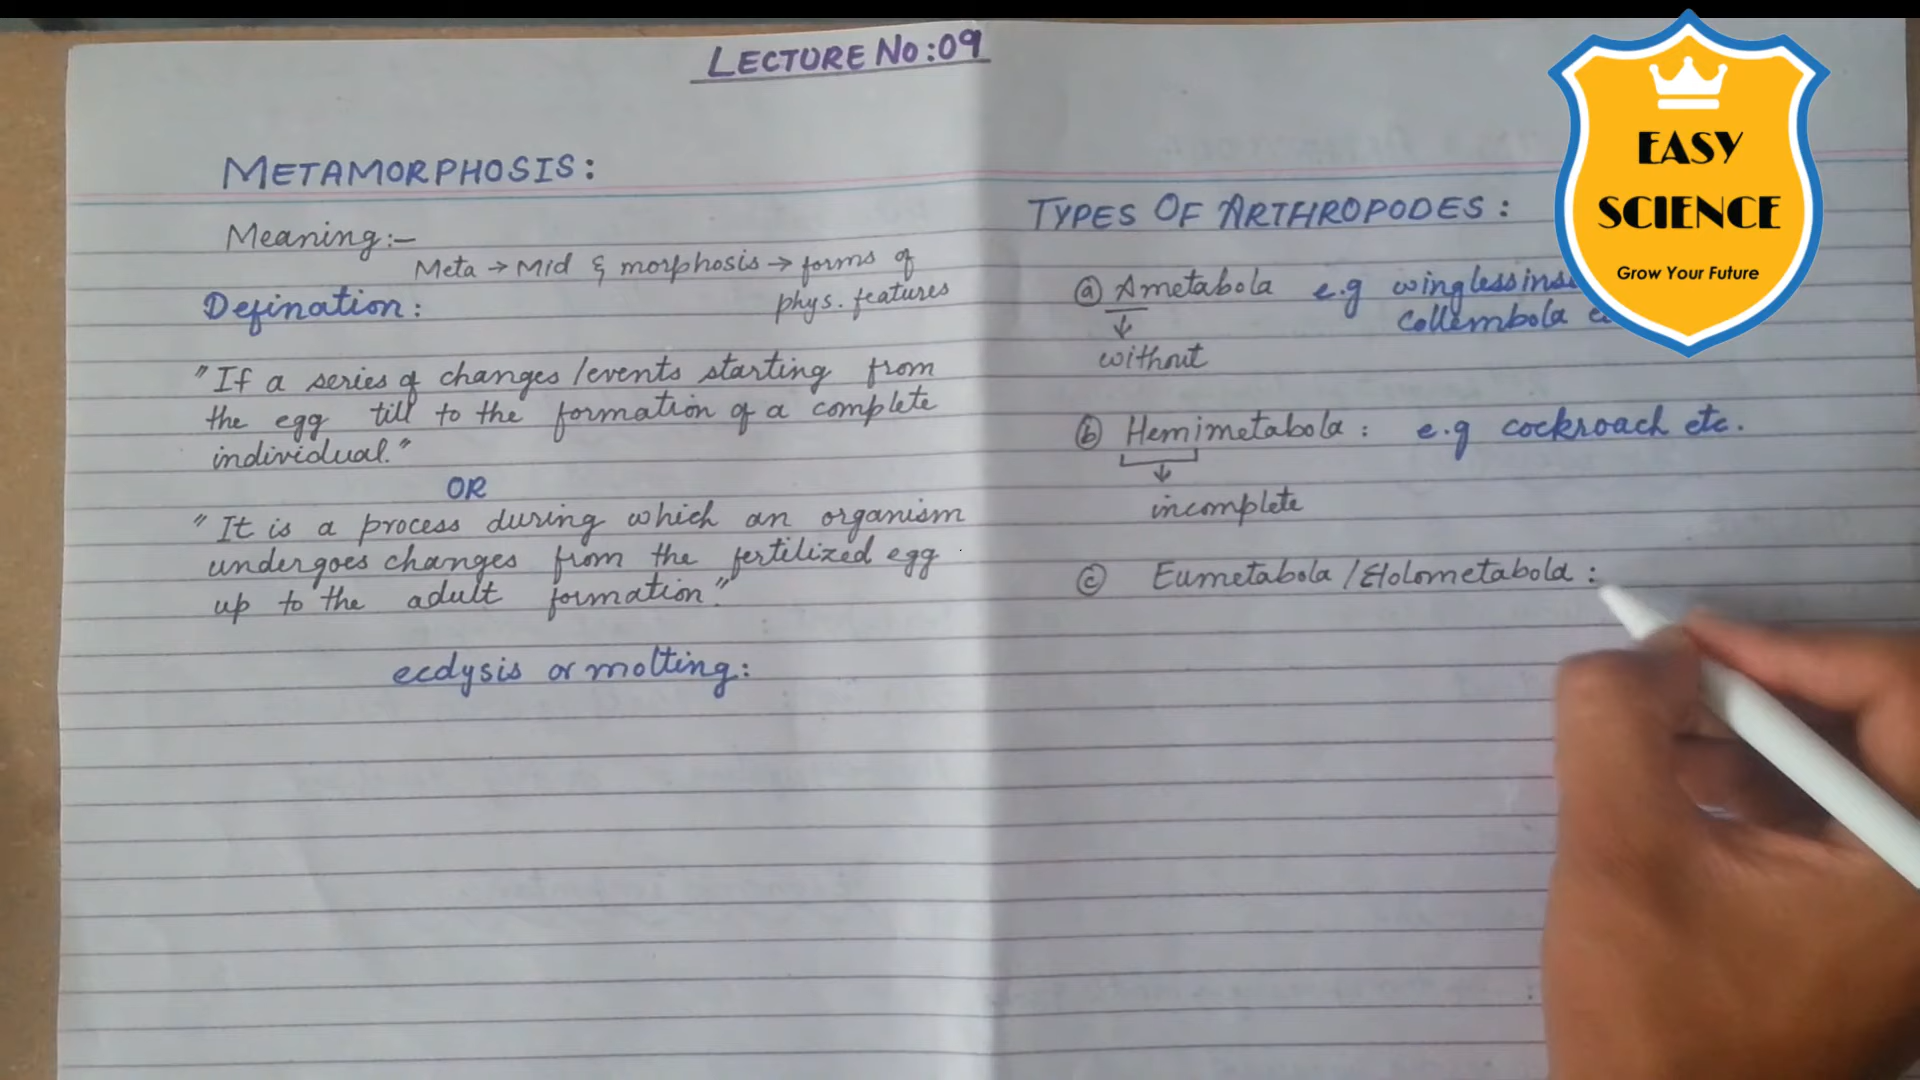 LECTURE NO:09
METAMORPHOSIS:
Meaning:-
Meta → Mid & morphosis → forms of
phys. features
Defination:
"If a series of changes/events starting from
the egg till to the formation of a complete
individual."
OR
"It is a process during which an organism
undergoes changes from the fertilized egg
up to the adult formation"
ecdysis or molting:
TYPES OF ARTHROPODES:
(a) Ametabola e.g wingless
collembola
↓
without
(b) Hemimetabola: e.g cockroach etc.
↓
incomplete
(c) Eumetabola/Holometabola:
EASY
SCIENCE
Grow Your Future